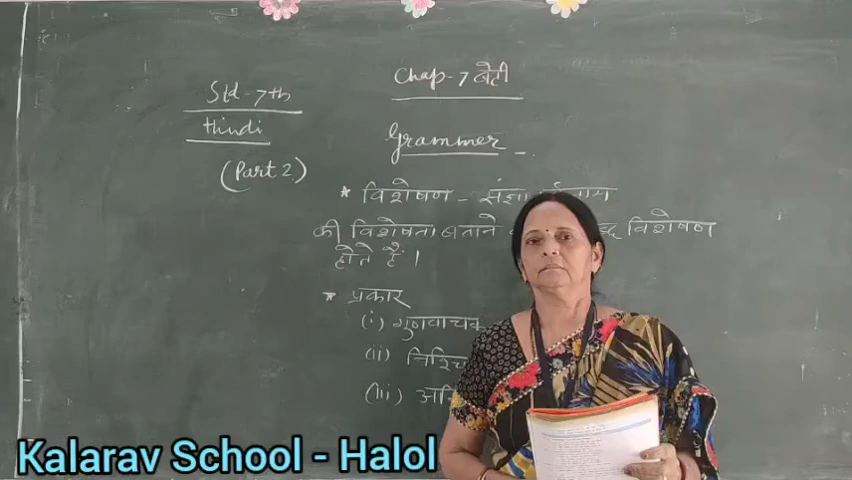 Std-7th
Hindi
(Part 2)
Chap-7 बेटी
Grammer -
* विशेषण - संज्ञा
की विशेषता बताने विशेषण
होते हैं।
* प्रकार
(i) गुणवाचक
(ii)
(iii)
Kalarav School - Halol